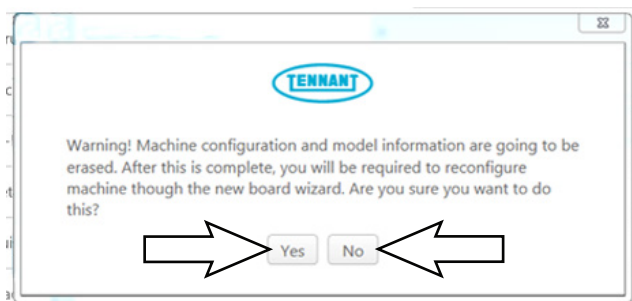 TENNANT
Warning! Machine configuration and model information are going to be
erased. After this is complete, you will be required to reconfigure
machine though the new board wizard. Are you sure you want to do
this?
Yes No